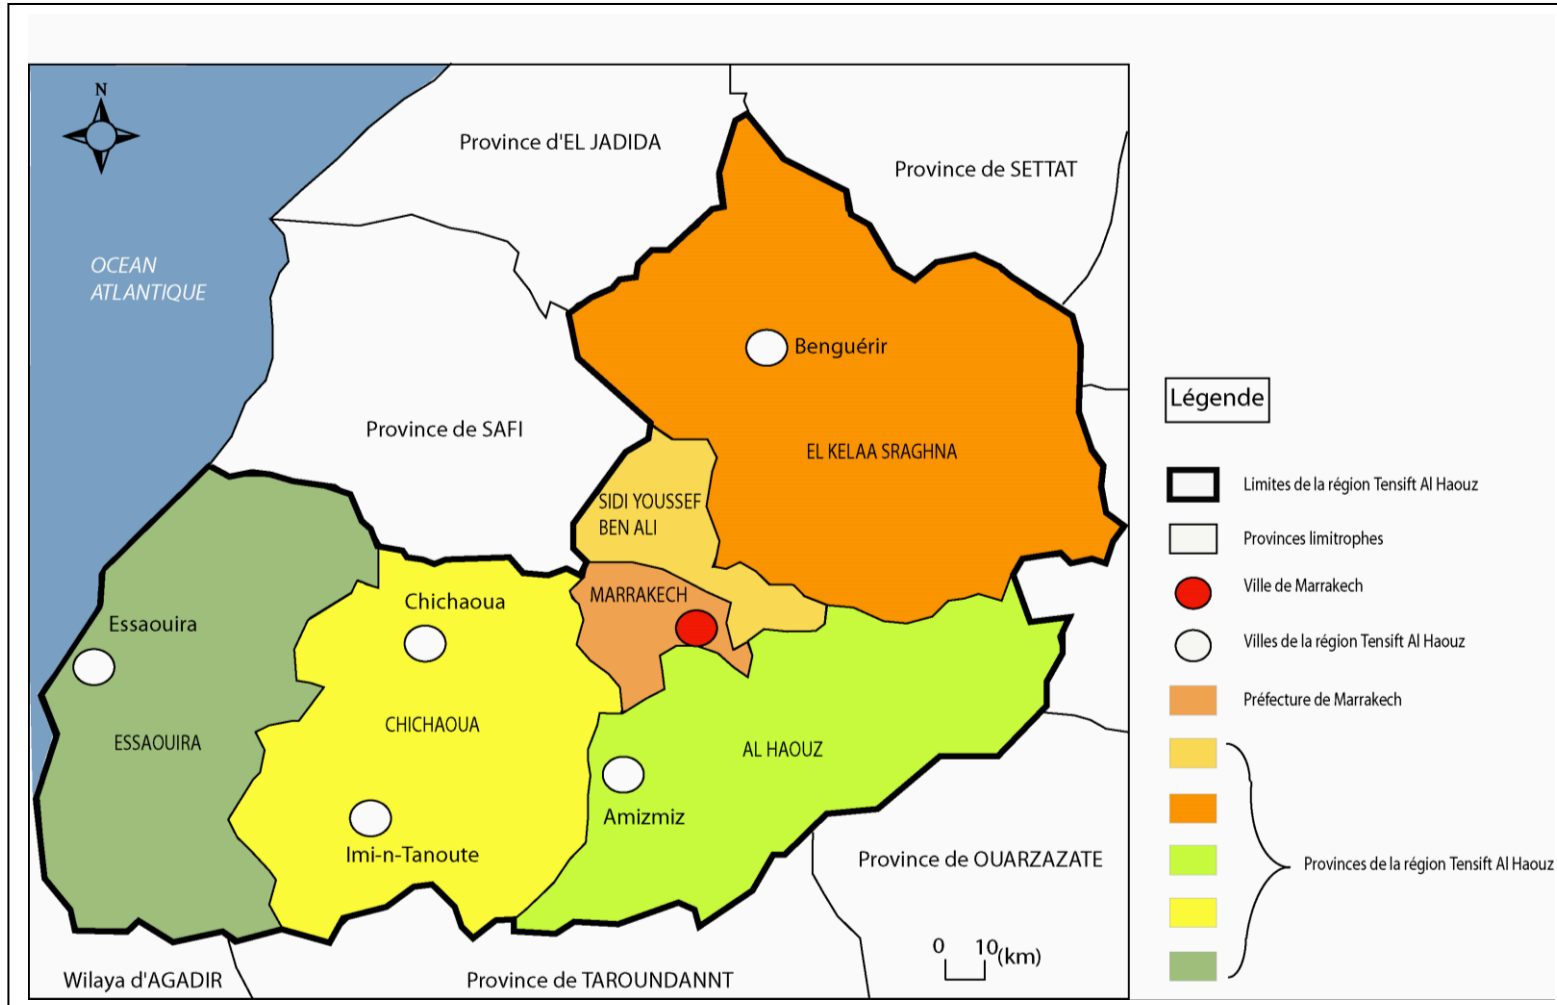 N
Province d'EL JADIDA
Province de SETTAT
OCEAN
ATLANTIQUE
Benguérir
Province de SAFI
EL KELAA SRAGHNA
SIDI YOUSSEF
BEN ALI
MARRAKECH
Chichaoua
Essaouira
CHICHAOUA
ESSAOUIRA
AL HAOUZ
Amizmiz
Imi-n-Tanoute
Province de OUARZAZATE
0 10 (km)
Wilaya d'AGADIR
Province de TAROUNDANNT
Légende
Limites de la région Tensift Al Haouz
Provinces limitrophes
Ville de Marrakech
Villes de la région Tensift Al Haouz
Préfecture de Marrakech
Provinces de la région Tensift Al Haouz